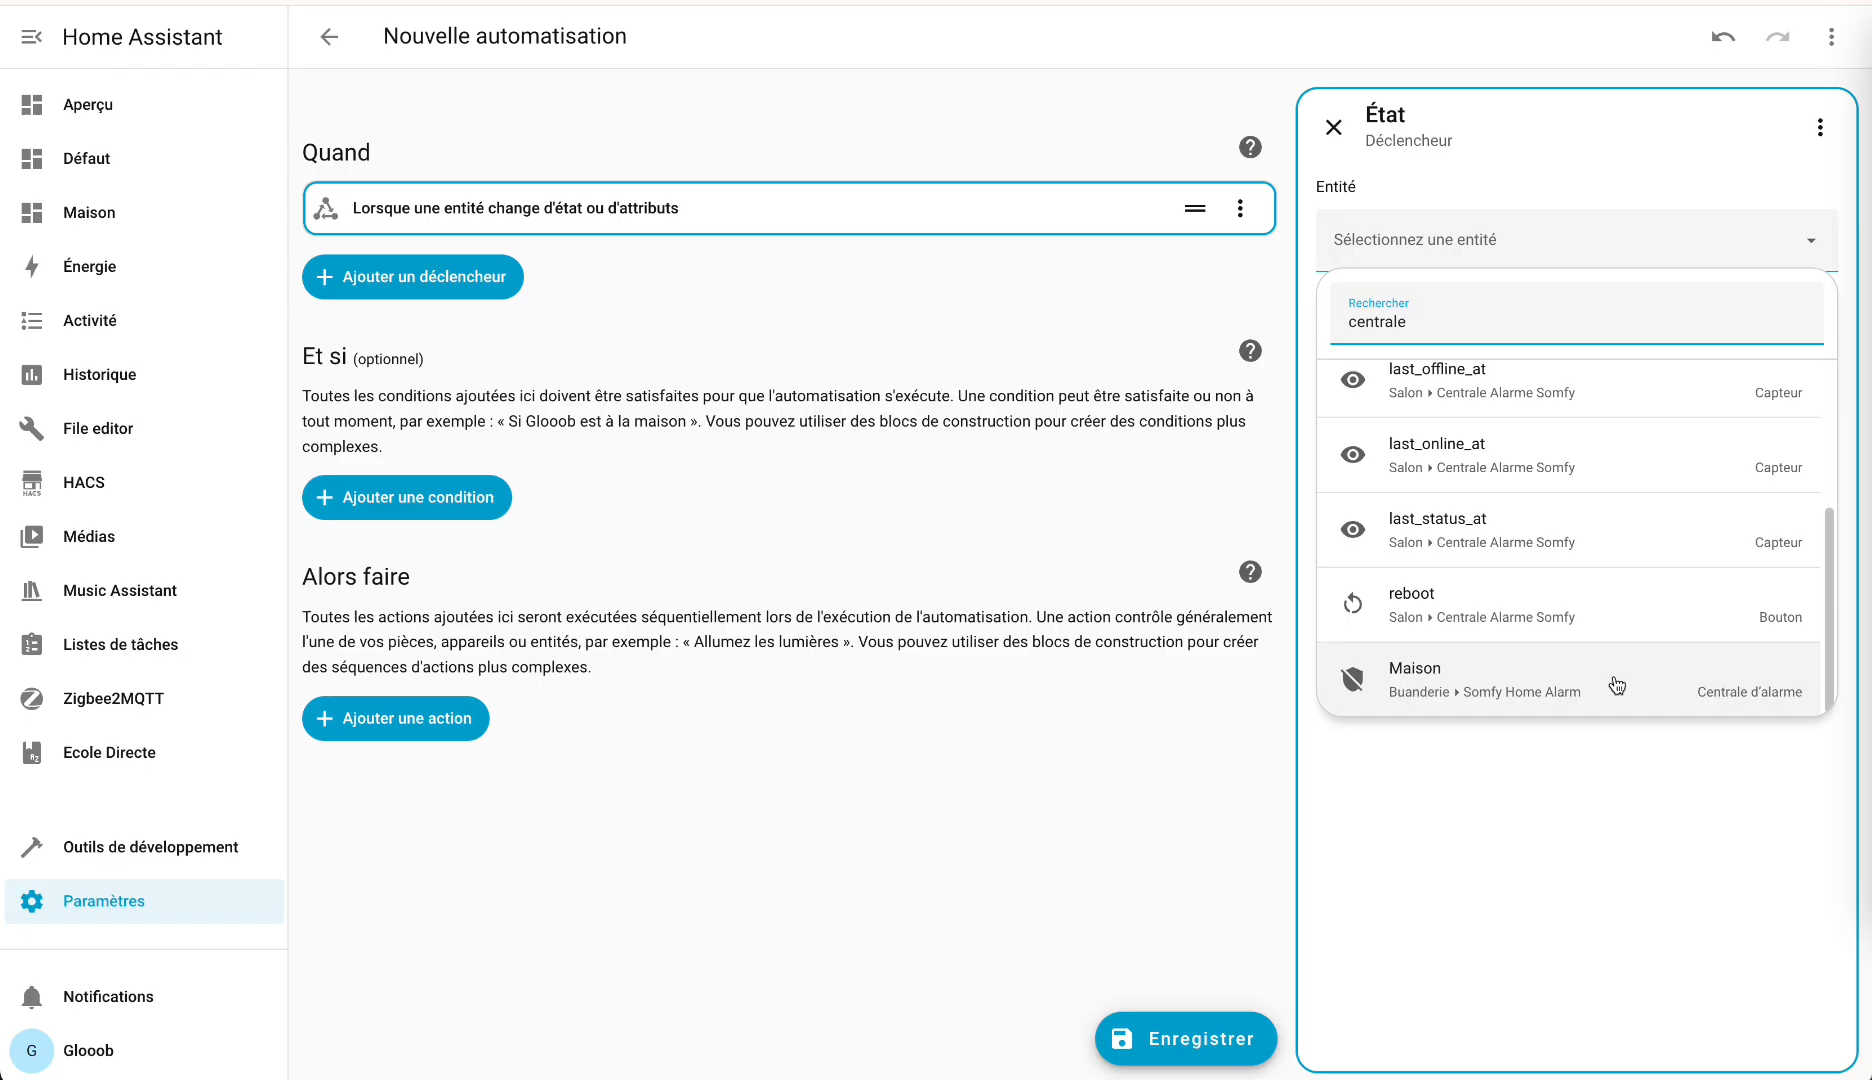 Home Assistant
Nouvelle automatisation
Aperçu
Défaut
Maison
Énergie
Activité
Historique
File editor
HACS
HACS
Médias
Music Assistant
Listes de tâches
Zigbee2MQTT
Ecole Directe
Outils de développement
Paramètres
Notifications
G
Glooob
Quand
Lorsque une entité change d'état ou d'attributs
Ajouter un déclencheur
Et si (optionnel)
Toutes les conditions ajoutées ici doivent être satisfaites pour que l'automatisation s'exécute. Une condition peut être satisfaite ou non à
tout moment, par exemple : « Si Glooob est à la maison ». Vous pouvez utiliser des blocs de construction pour créer des conditions plus
complexes.
Ajouter une condition
Alors faire
Toutes les actions ajoutées ici seront exécutées séquentiellement lors de l'exécution de l'automatisation. Une action contrôle généralement
l'une de vos pièces, appareils ou entités, par exemple : « Allumez les lumières ». Vous pouvez utiliser des blocs de construction pour créer
des séquences d'actions plus complexes.
Ajouter une action
Enregistrer
État
Déclencheur
Entité
Sélectionnez une entité
Rechercher
centrale
last_offline_at
Salon ▸ Centrale Alarme Somfy Capteur
last_online_at
Salon ▸ Centrale Alarme Somfy Capteur
last_status_at
Salon ▸ Centrale Alarme Somfy Capteur
reboot
Salon ▸ Centrale Alarme Somfy Bouton
Maison
Buanderie ▸ Somfy Home Alarm Centrale d’alarme